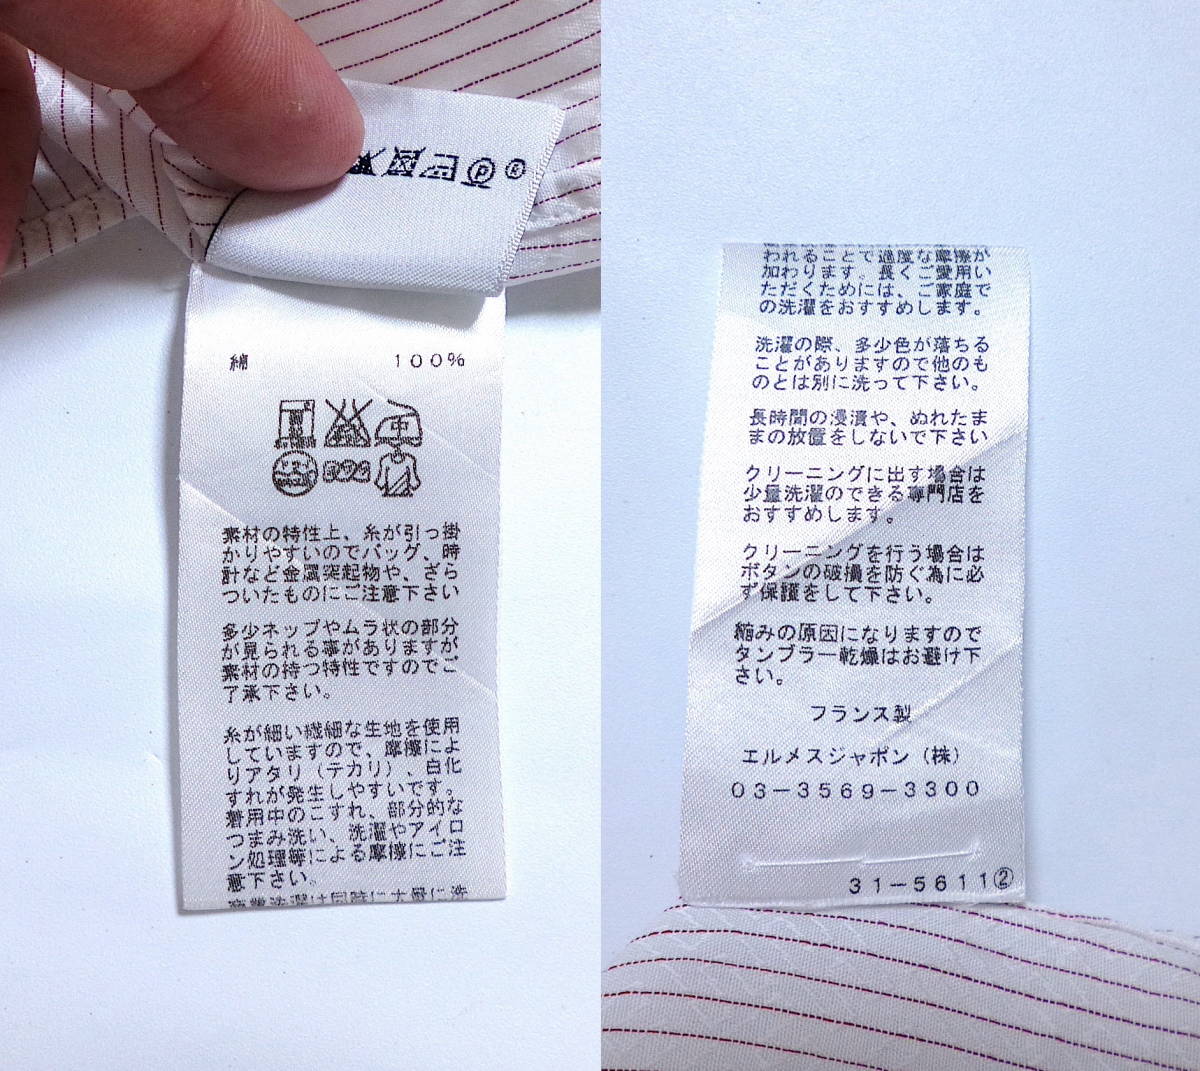 綿 100%
中
素材の特性上、糸が引っ掛
かりやすいのでバッグ、時
計など金属突起物や、ざら
ついたものにご注意下さい
多少ネップやムラ状の部分
が見られる事がありますが
素材の持つ特性ですのでご
了承下さい。
糸が細い繊細な生地を使用
していますので、摩擦によ
りアタリ（テカリ）、白化
すれが発生しやすいです。
着用中のこすれ、部分的な
つまみ洗い、洗濯やアイロ
ン処理等による摩擦にご注
意下さい。
商業洗濯は同時に大量に洗
P
われることで過度な摩擦が
加わります。長くご愛用い
ただくためには、ご家庭で
の洗濯をおすすめします。
洗濯の際、多少色が落ちる
ことがありますので他のも
のとは別に洗って下さい。
長時間の浸漬や、ぬれたま
まの放置をしないで下さい
クリーニングに出す場合は
少量洗濯のできる専門店を
おすすめします。
クリーニングを行う場合は
ボタンの破損を防ぐ為に必
ず保護をして下さい。
縮みの原因になりますので
タンブラー乾燥はお避け下
さい。
フランス製
エルメスジャポン（株）
03-3569-3300
31-5611②